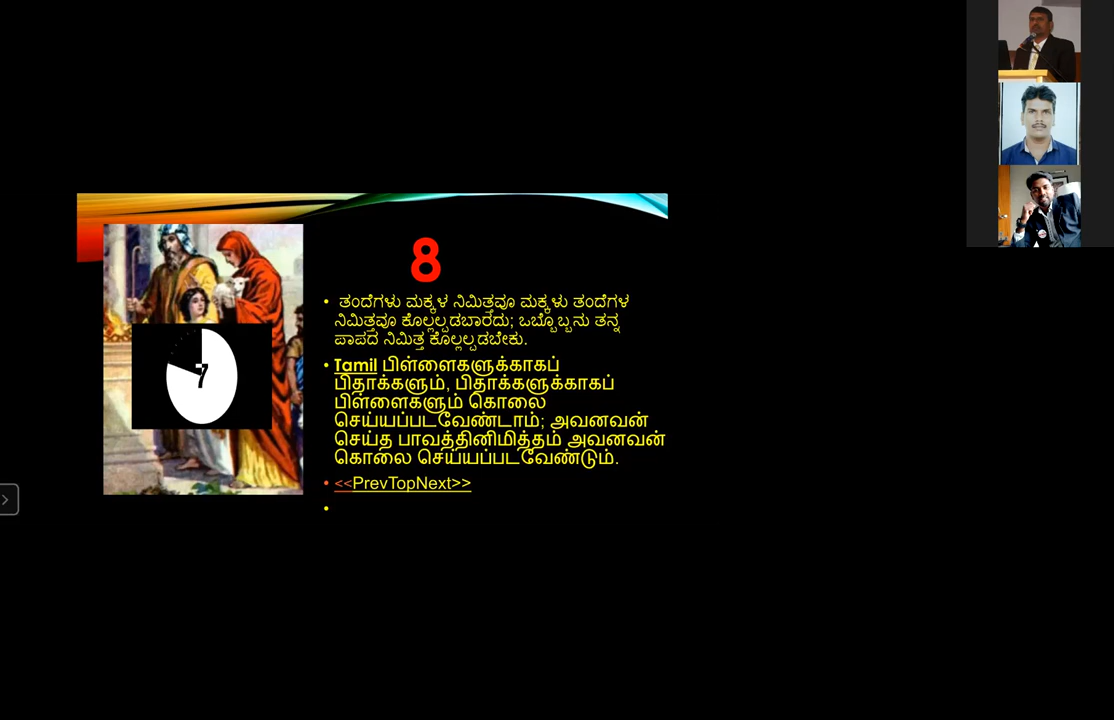 8
• ತಂದೆಗಳು ಮಕ್ಕಳ ನಿಮಿತ್ತವೂ ಮಕ್ಕಳು ತಂದೆಗಳ
ನಿಮಿತ್ತವೂ ಕೊಲ್ಲಲ್ಪಡಬಾರದು; ಒಬ್ಬೊಬ್ಬನು ತನ್ನ
ಪಾಪದ ನಿಮಿತ್ತ ಕೊಲ್ಲಲ್ಪಡಬೇಕು.
• Tamil பிள்ளைகளுக்காகப்
பிதாக்களும், பிதாக்களுக்காகப்
பிள்ளைகளும் கொலை
செய்யப்படவேண்டாம்; அவனவன்
செய்த பாவத்தினிமித்தம் அவனவன்
கொலை செய்யப்படவேண்டும்.
• <<PrevTopNext>>
7